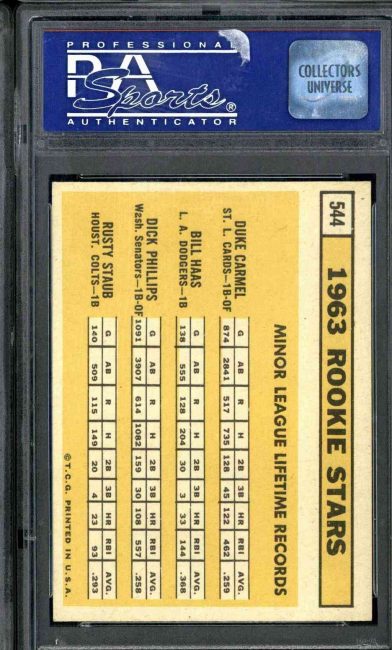 PROFESSIONAL
PSA
Sports®
AUTHENTICATOR
COLLECTORS
UNIVERSE
544
1963 ROOKIE STARS
MINOR LEAGUE LIFETIME RECORDS
DUKE CARMEL
ST. L. CARDS—1B-OF
G AB R H 2B 3B HR RBI AVG.
874 2841 517 735 128 45 122 462 .259
BILL HAAS
L. A. DODGERS—1B
G AB R H 2B 3B HR RBI AVG.
138 555 128 204 30 3 33 144 .368
DICK PHILLIPS
Wash. Senators—1B-OF
G AB R H 2B 3B HR RBI AVG.
1091 3907 614 1082 159 30 108 557 .258
RUSTY STAUB
HOUST. COLTS—1B
G AB R H 2B 3B HR RBI AVG.
140 509 115 149 20 4 23 93 .293
©T.C.G. PRINTED IN U.S.A.